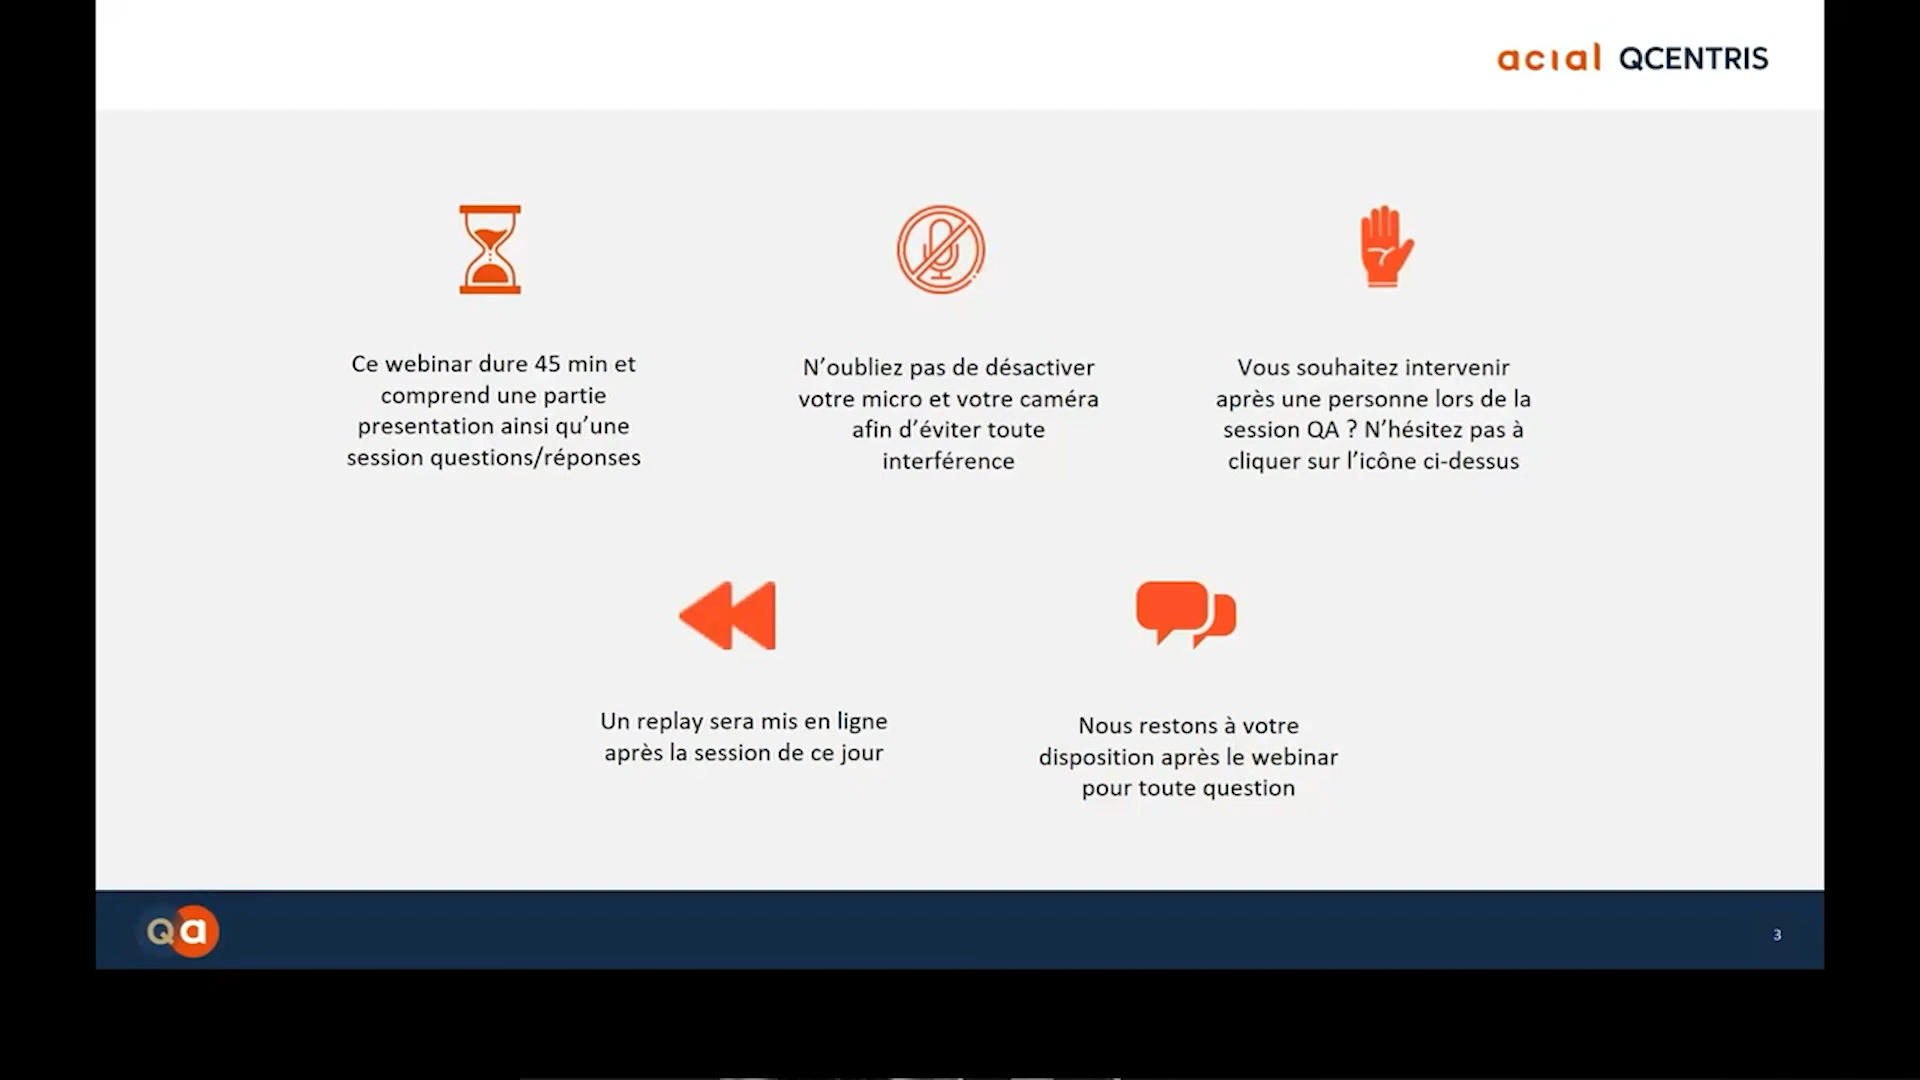 acial QCENTRIS
Ce webinar dure 45 min et
comprend une partie
presentation ainsi qu’une
session questions/réponses
N’oubliez pas de désactiver
votre micro et votre caméra
afin d’éviter toute
interférence
Vous souhaitez intervenir
après une personne lors de la
session QA ? N’hésitez pas à
cliquer sur l’icône ci-dessus
Un replay sera mis en ligne
après la session de ce jour
Nous restons à votre
disposition après le webinar
pour toute question
Qa
3